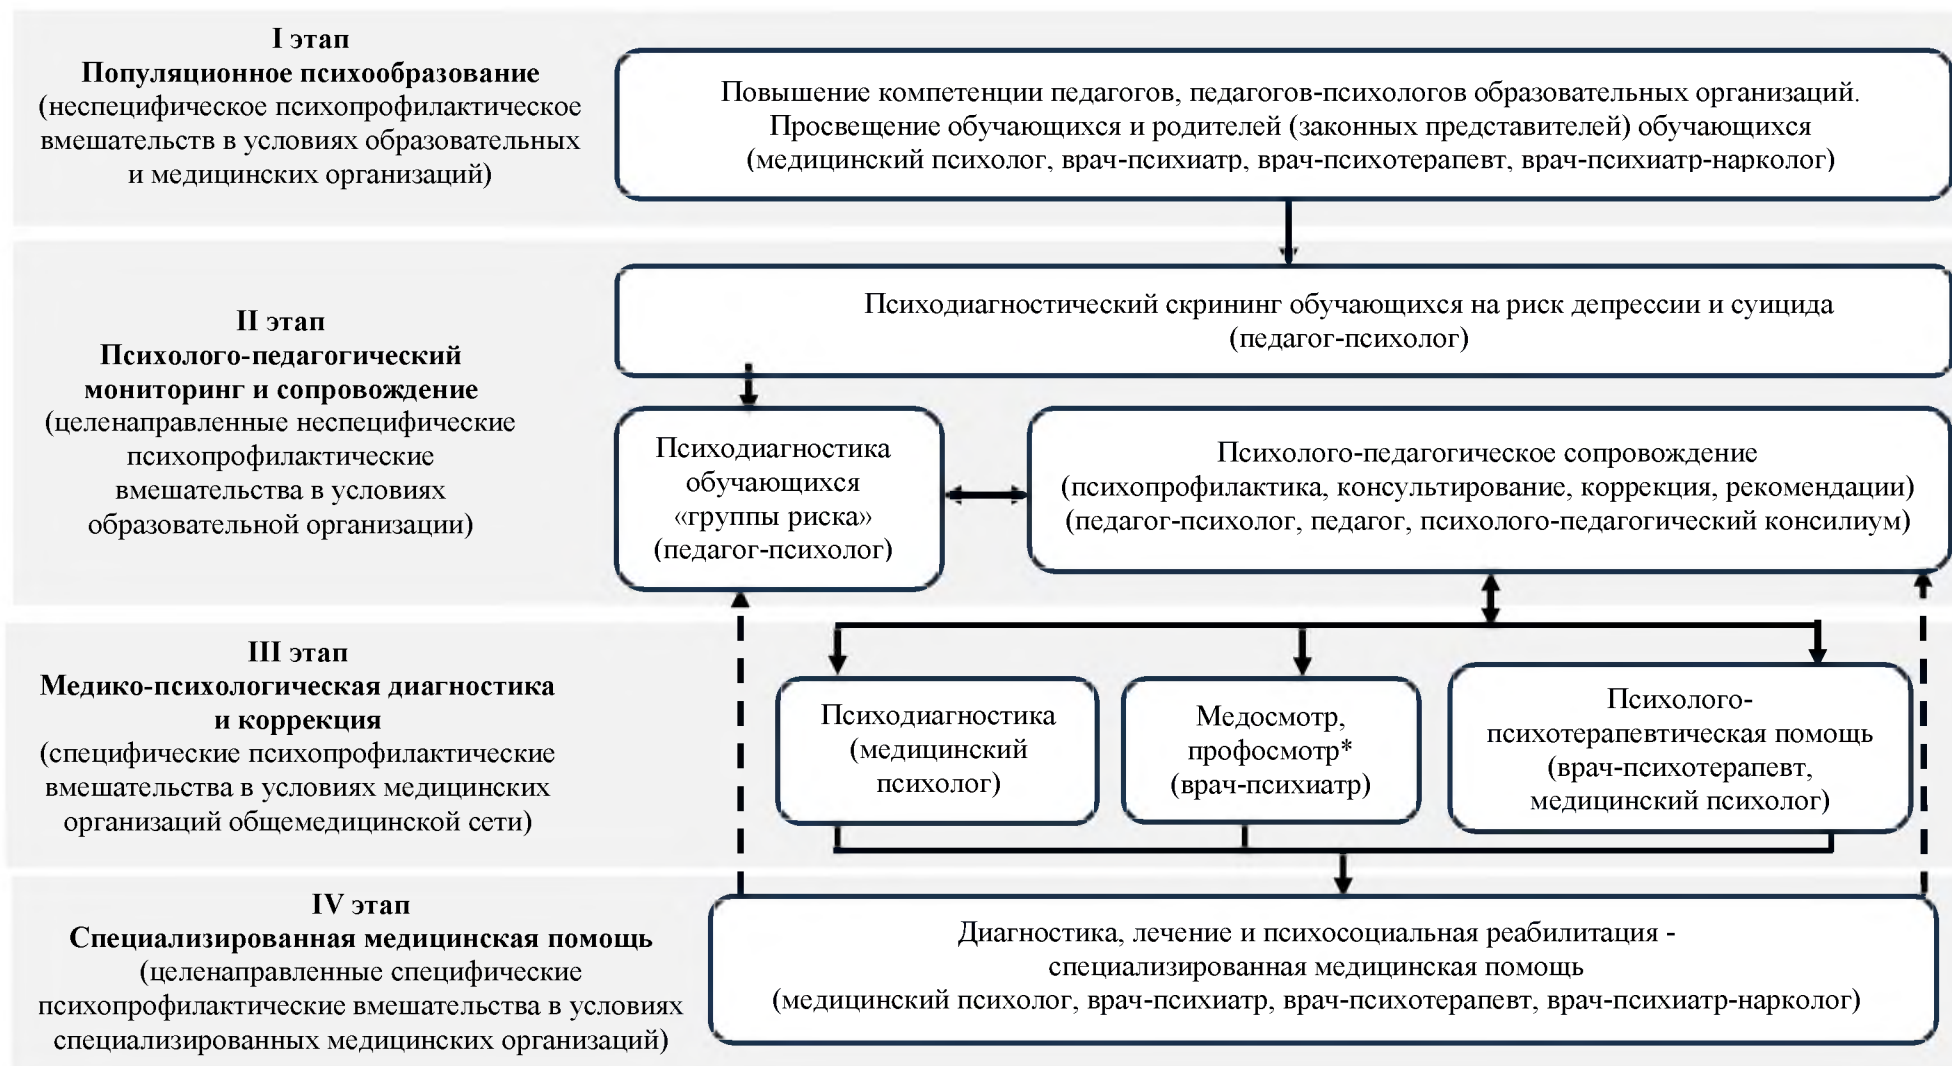 I этап
Популяционное психообразование
(неспецифическое психопрофилактическое
вмешательств в условиях образовательных
и медицинских организаций)
Повышение компетенции педагогов, педагогов-психологов образовательных организаций.
Просвещение обучающихся и родителей (законных представителей) обучающихся
(медицинский психолог, врач-психиатр, врач-психотерапевт, врач-психиатр-нарколог)
II этап
Психолого-педагогический
мониторинг и сопровождение
(целенаправленные неспецифические
психопрофилактические
вмешательства в условиях
образовательной организации)
Психодиагностический скрининг обучающихся на риск депрессии и суицида
(педагог-психолог)
Психодиагностика
обучающихся
«группы риска»
(педагог-психолог)
Психолого-педагогическое сопровождение
(психопрофилактика, консультирование, коррекция, рекомендации)
(педагог-психолог, педагог, психолого-педагогический консилиум)
III этап
Медико-психологическая диагностика
и коррекция
(специфические психопрофилактические
вмешательства в условиях медицинских
организаций общемедицинской сети)
Психодиагностика
(медицинский
психолог)
Медосмотр,
профосмотр*
(врач-психиатр)
Психолого-
психотерапевтическая помощь
(врач-психотерапевт,
медицинский психолог)
IV этап
Специализированная медицинская помощь
(целенаправленные специфические
психопрофилактические вмешательства в условиях
специализированных медицинских организаций)
Диагностика, лечение и психосоциальная реабилитация -
специализированная медицинская помощь
(медицинский психолог, врач-психиатр, врач-психотерапевт, врач-психиатр-нарколог)